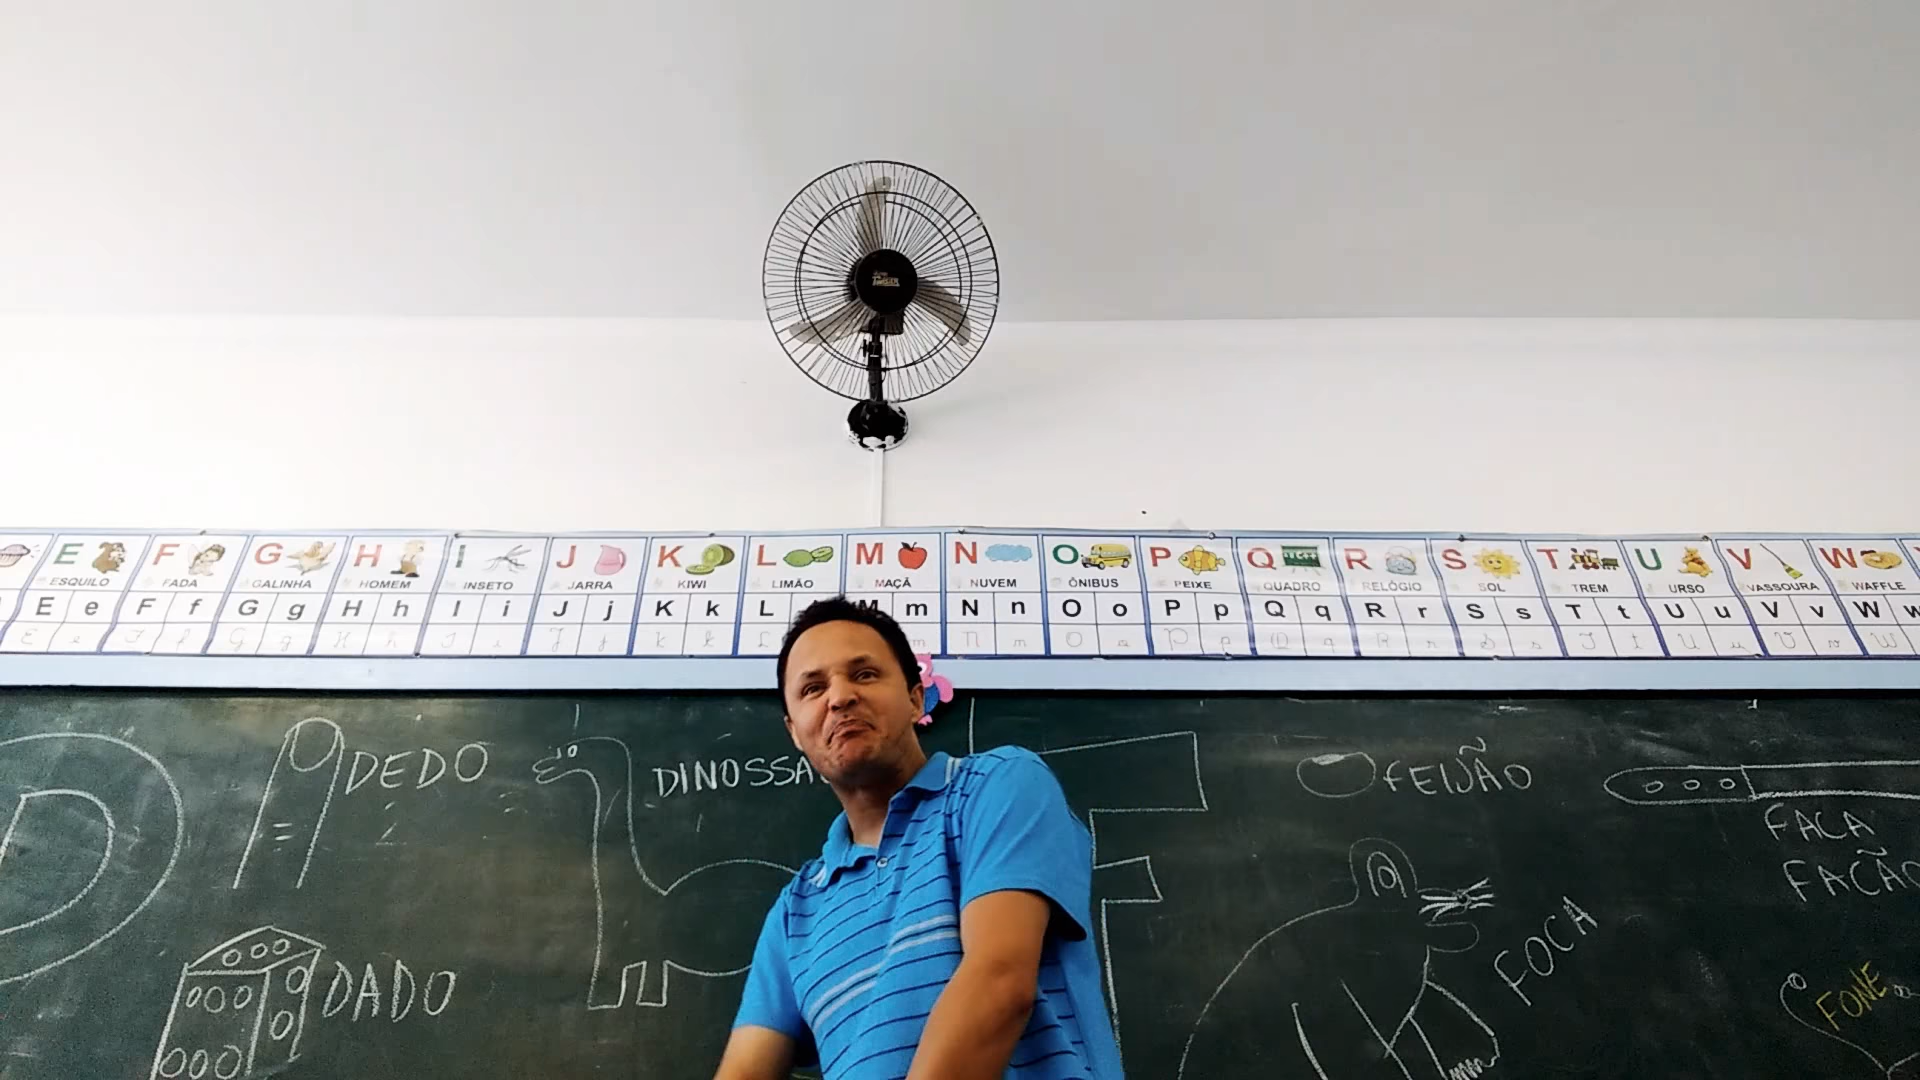 E F G H I J K L M N O P Q R S T U V W
ESQUILO FADA GALINHA HOMEM INSETO JARRA KIWI LIMÃO MAÇÃ NUVEM ÔNIBUS PEIXE QUADRO RELÓGIO SOL TREM URSO VASSOURA WAFFLE
E e F f G g H h I i J j K k L M m N n O o P p Q q R r S s T t U u V v W w
E e F f G g H h I i J j K k L m N n O o P p Q q R r S s T t U u V v W w
D
DEDO
DINOSSA
F
FEIJÃO
FACA
FACÃO
DADO
FOCA
FONE